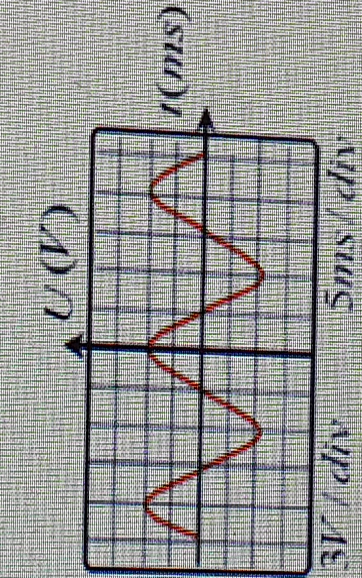 U (V)
t(ms)
3V / div
5ms / div